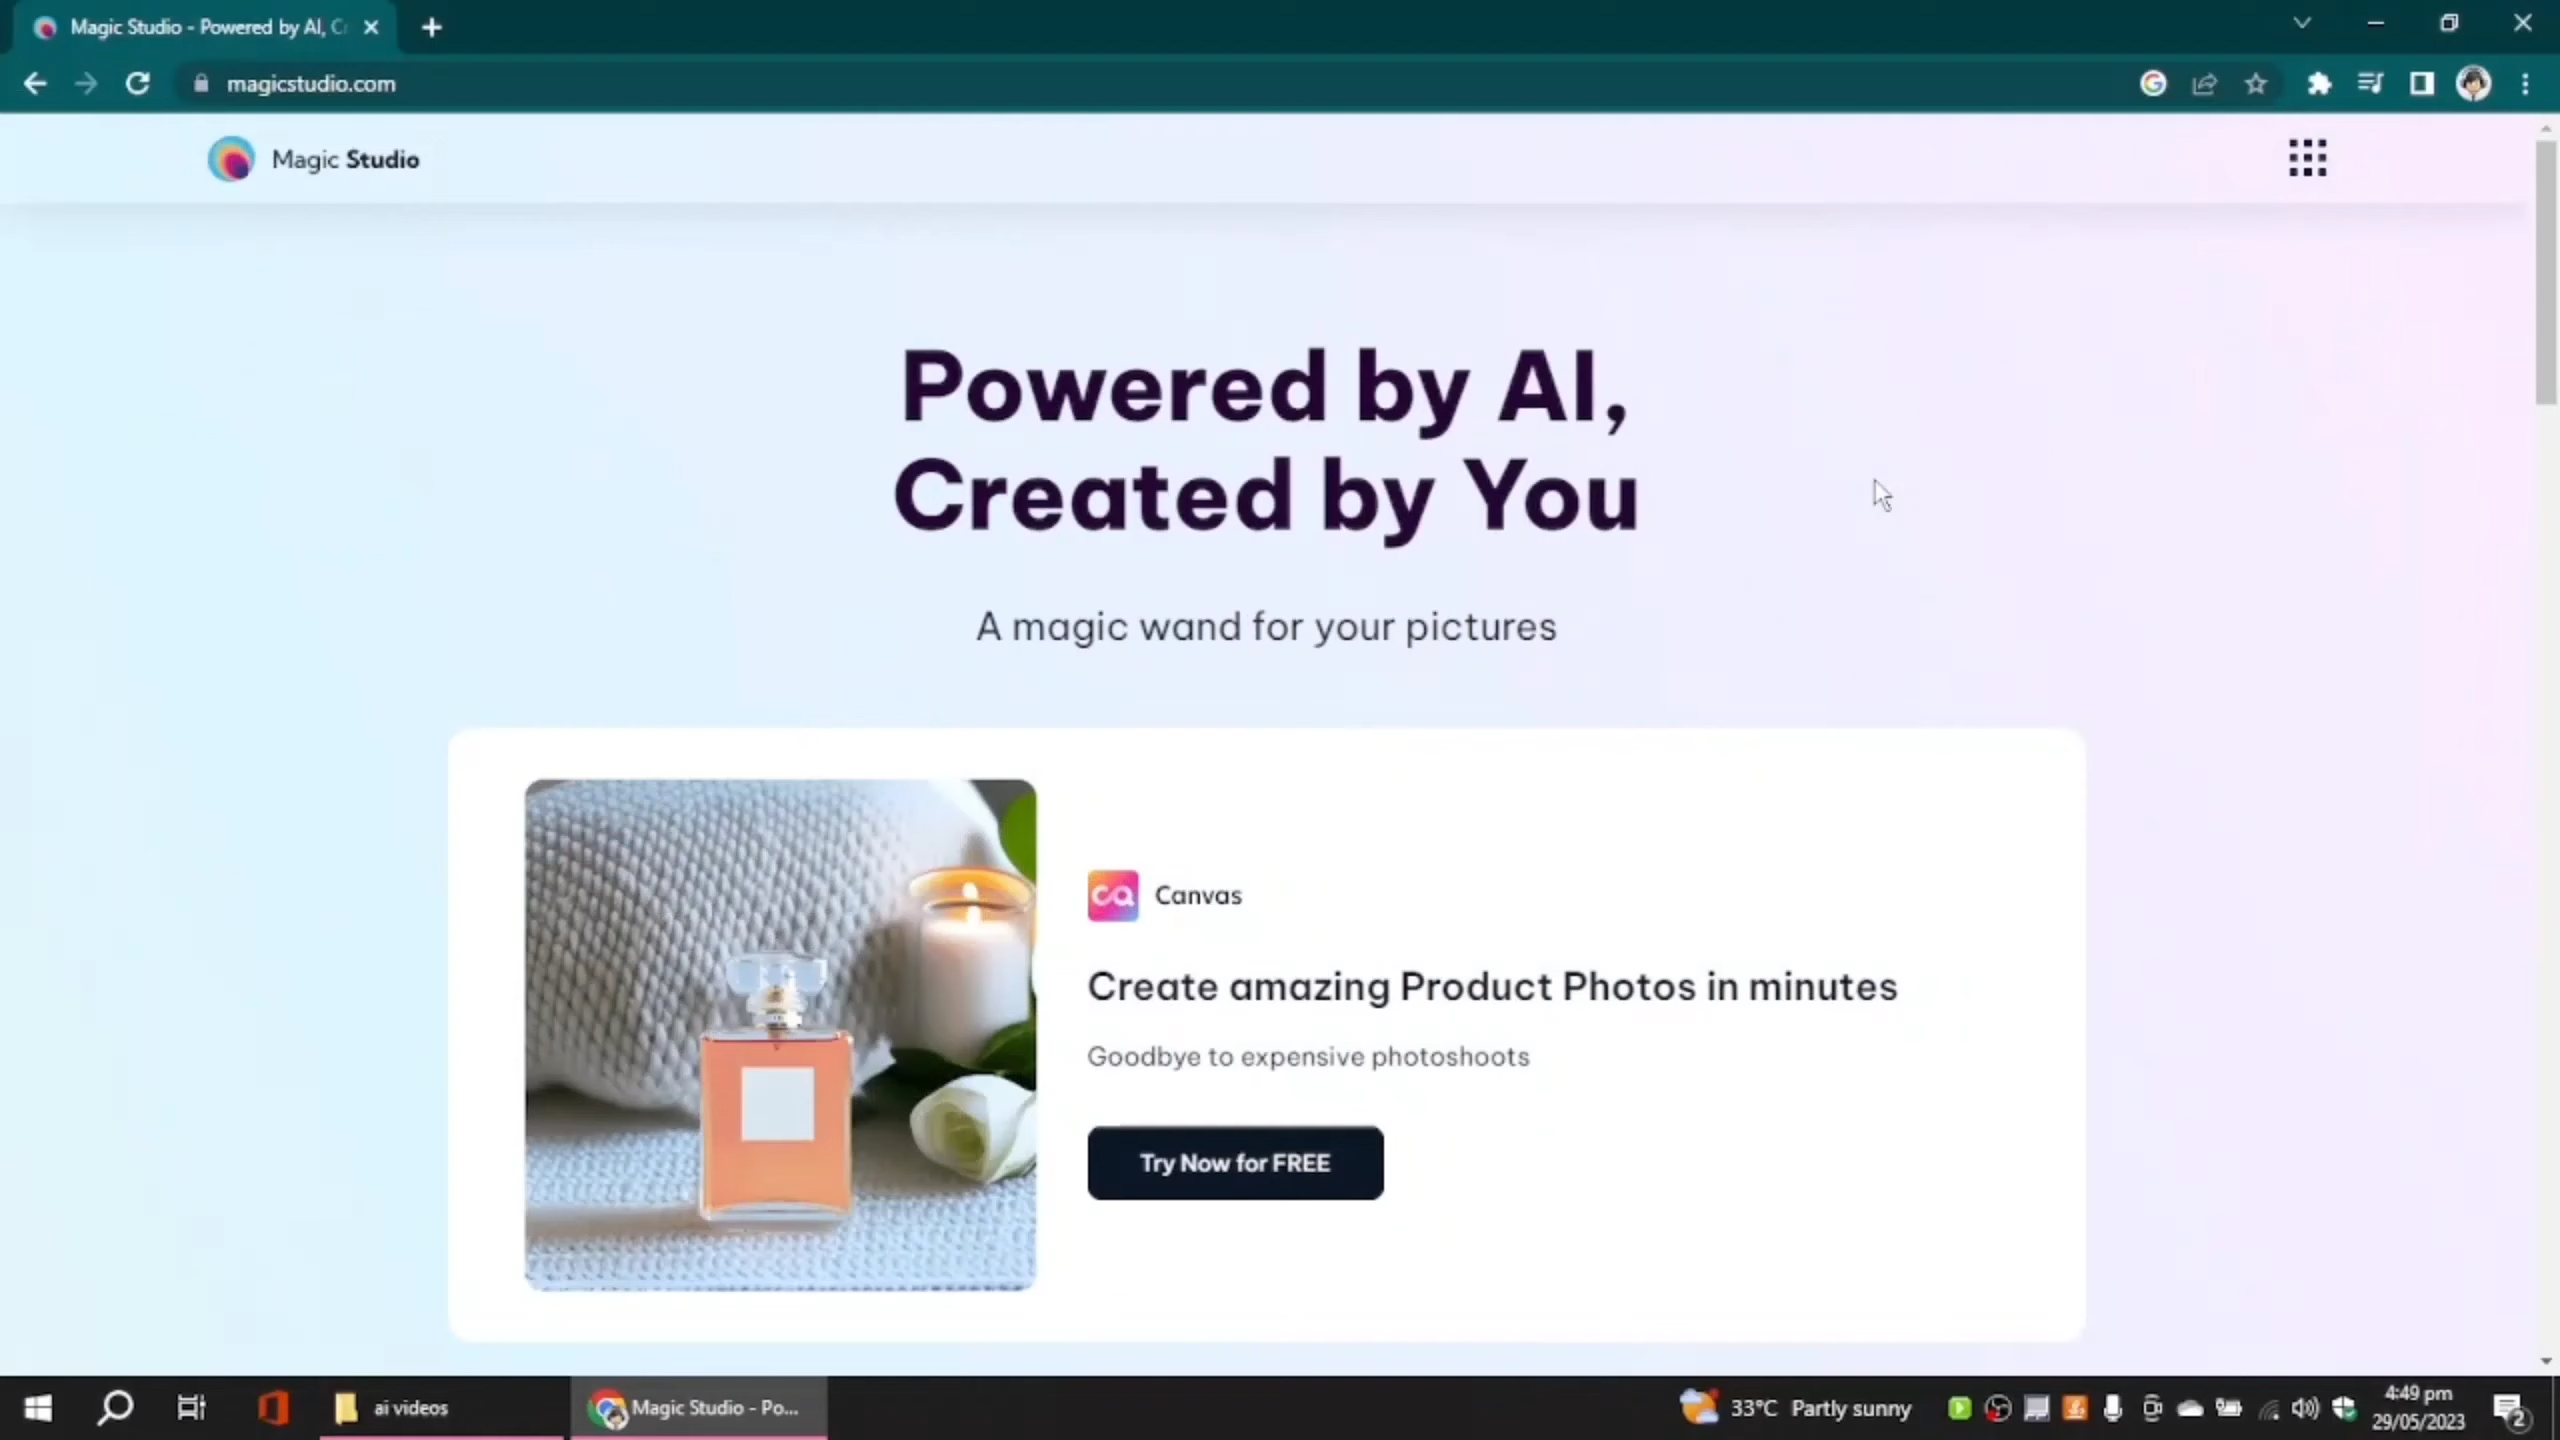 Magic Studio - Powered by AI, C
magicstudio.com
Magic Studio
Powered by AI,
Created by You
A magic wand for your pictures
ca Canvas
Create amazing Product Photos in minutes
Goodbye to expensive photoshoots
Try Now for FREE
ai videos
Magic Studio - Po...
33°C Partly sunny
4:49 pm
29/05/2023
2